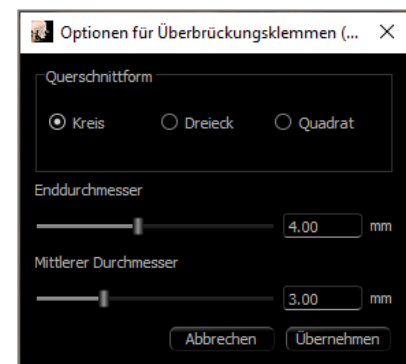 Optionen für Überbrückungsklemmen (...
Querschnittform
Kreis Dreieck Quadrat
Enddurchmesser
4.00 mm
Mittlerer Durchmesser
3.00 mm
Abbrechen Übernehmen